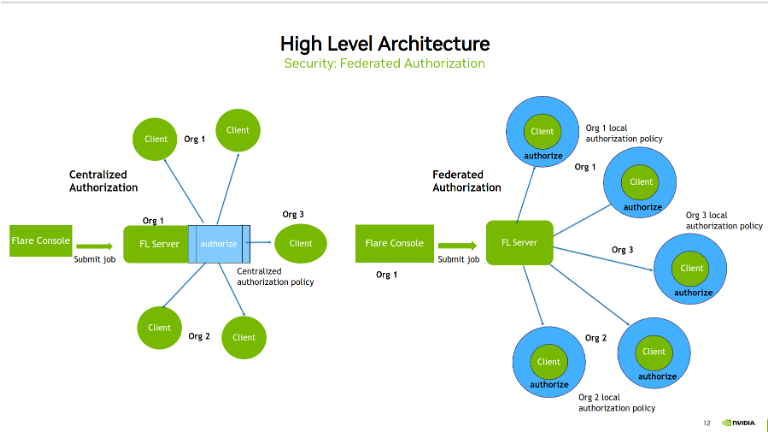 High Level Architecture
Security: Federated Authorization
Centralized
Authorization
Client
Org 1
Client
Org 1
Flare Console
Submit job
FL Server
authorize
Org 3
Client
Centralized
authorization policy
Client
Org 2
Client
Federated
Authorization
Client
authorize
Org 1 local
authorization policy
Org 1
Client
authorize
Flare Console
Submit job
Org 1
FL Server
Org 3 local
authorization policy
Org 3
Client
authorize
Org 2
Client
authorize
Client
authorize
Org 2 local
authorization policy
12
NVIDIA